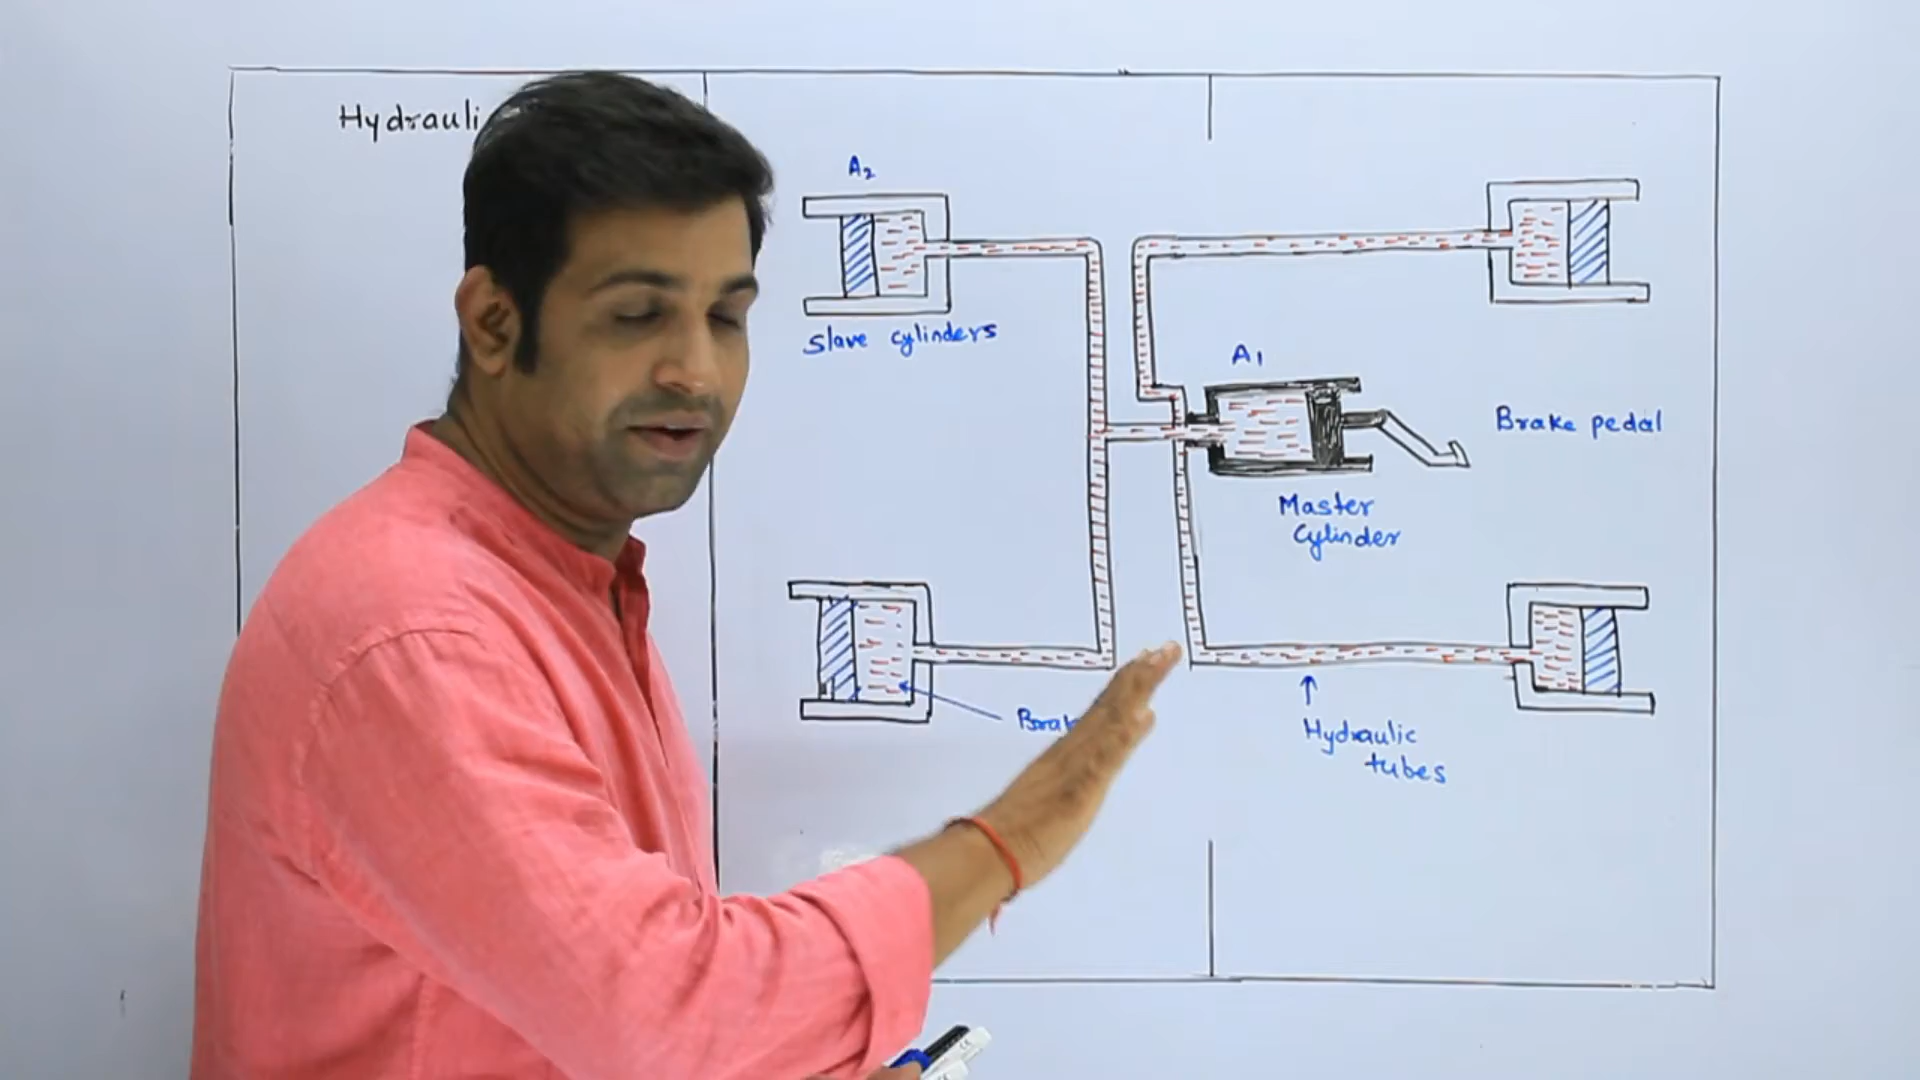 Hydrauli
A2
Slave cylinders
A1
Brake pedal
Master
Cylinder
Hydraulic
tubes